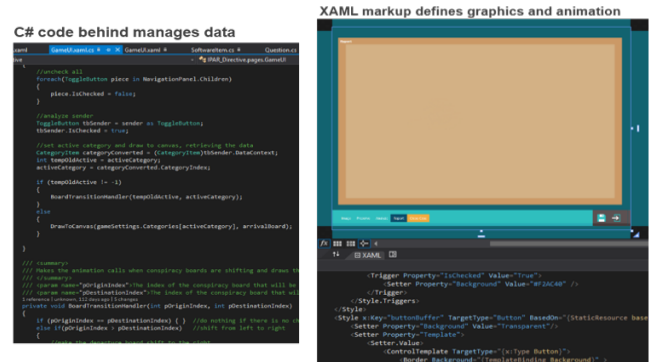 C# code behind manages data
XAML markup defines graphics and animation
GameUI.xaml.cs
GameUI.xaml
SoftwareItem.cs
Question.cs
IPAR_Directive.pages.GameUI
//uncheck all
foreach(ToggleButton piece in NavigationPanel.Children)
{
piece.IsChecked = false;
}
//analyze sender
ToggleButton tbSender = sender as ToggleButton;
tbSender.IsChecked = true;
//set active category and draw to canvas, retrieving the data
CategoryItem categoryConverted = (CategoryItem)tbSender.DataContext;
int tempOldActive = activeCategory;
activeCategory = categoryConverted.CategoryIndex;
if (tempOldActive != -1)
{
BoardTransitionHandler(tempOldActive, activeCategory);
}
else
{
DrawToCanvas(gameSettings.Categories[activeCategory], arrivalBoard);
}
}
/// <summary>
/// Makes the animation calls when conspiracy boards are shifting and draws th
/// </summary>
/// <param name="pOriginIndex">The index of the conspiracy board that will be
/// <param name="pDestinationIndex">The index of the conspiracy board that wil
private void BoardTransitionHandler(int pOriginIndex, int pDestinationIndex)
{
if (pOriginIndex == pDestinationIndex) { } //do nothing if there is no ch
else if(pOriginIndex > pDestinationIndex) //shift from left to right
{
fx
XAML
<Trigger Property="IsChecked" Value="True">
<Setter Property="Background" Value="#F2AC40" />
</Trigger>
</Style.Triggers>
</Style>
<Style x:Key="buttonBuffer" TargetType="Button" BasedOn="{StaticResource base
<Setter Property="Background" Value="Transparent"/>
<Setter Property="Template">
<Setter.Value>
<ControlTemplate TargetType="{x:Type Button}">
<Border Background="{TemplateBinding Background}"